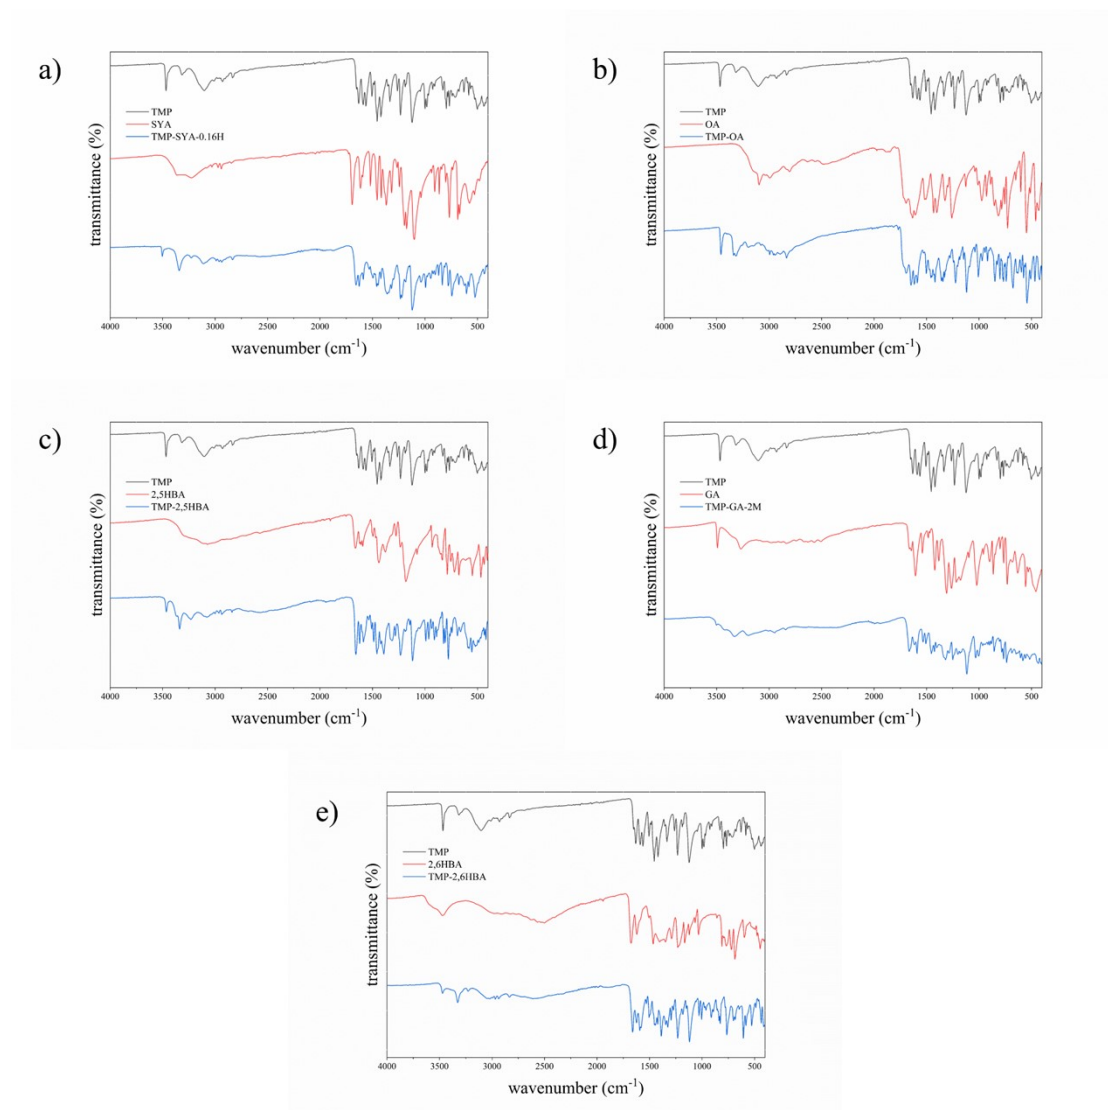 a)
transmittance (%)
TMP
SYA
TMP-SYA-0.16H
4000 3500 3000 2500 2000 1500 1000 500
wavenumber (cm⁻¹)
b)
transmittance (%)
TMP
OA
TMP-OA
4000 3500 3000 2500 2000 1500 1000 500
wavenumber (cm⁻¹)
c)
transmittance (%)
TMP
2,5HBA
TMP-2,5HBA
4000 3500 3000 2500 2000 1500 1000 500
wavenumber (cm⁻¹)
d)
transmittance (%)
TMP
GA
TMP-GA-2M
4000 3500 3000 2500 2000 1500 1000 500
wavenumber (cm⁻¹)
e)
transmittance (%)
TMP
2,6HBA
TMP-2,6HBA
4000 3500 3000 2500 2000 1500 1000 500
wavenumber (cm⁻¹)